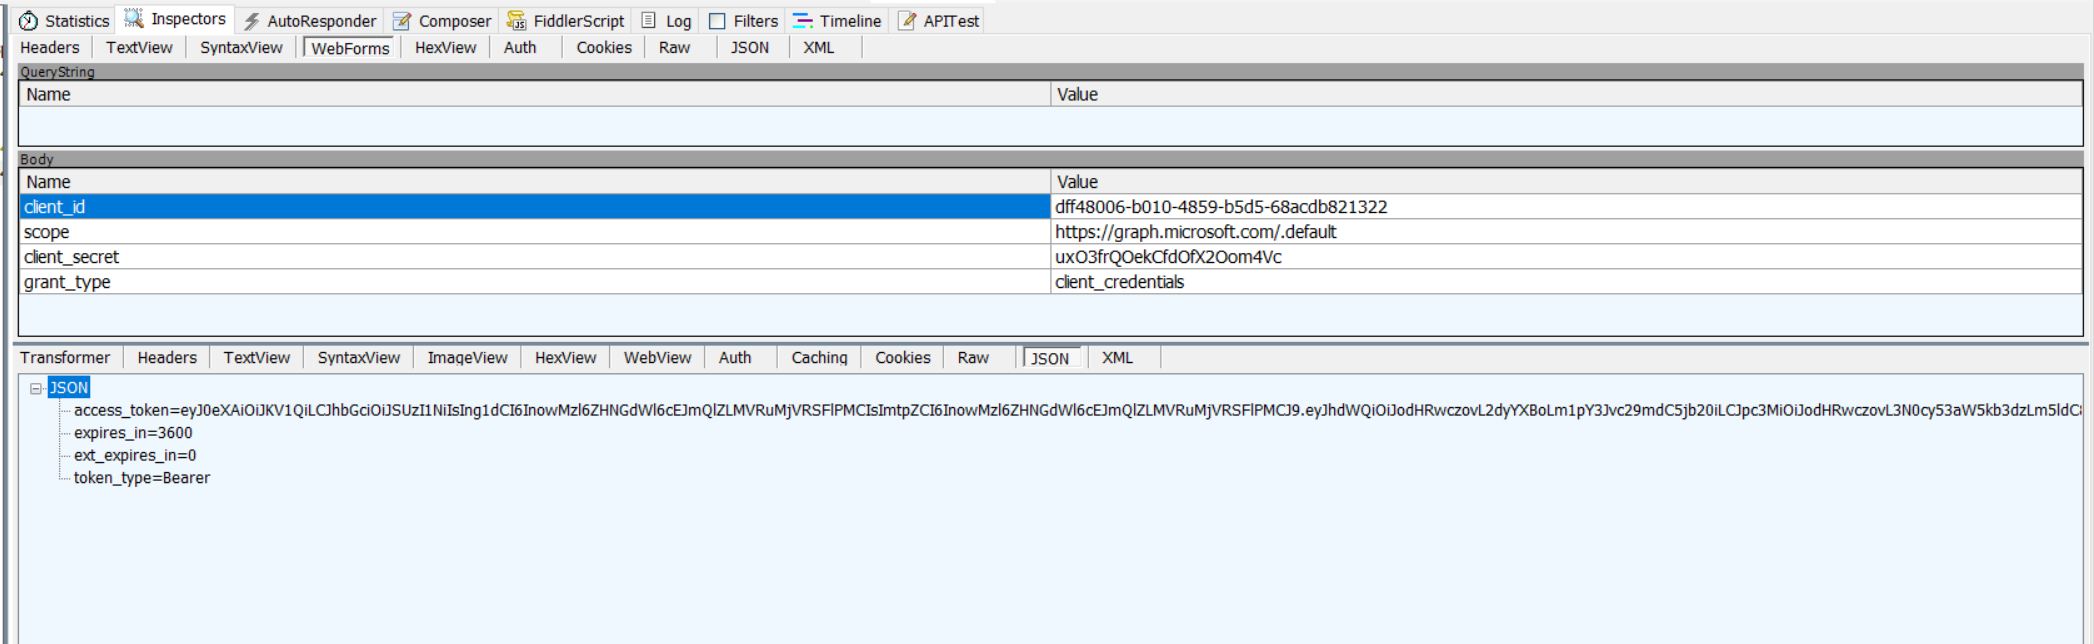 Statistics Inspectors AutoResponder Composer FiddlerScript Log Filters Timeline APITest
Headers TextView SyntaxView WebForms HexView Auth Cookies Raw JSON XML
QueryString
Name Value
Body
Name Value
client_id dff48006-b010-4859-b5d5-68acdb821322
scope https://graph.microsoft.com/.default
client_secret uxO3frQOekCfdOfX2Oom4Vc
grant_type client_credentials
Transformer Headers TextView SyntaxView ImageView HexView WebView Auth Caching Cookies Raw JSON XML
JSON
access_token=eyJ0eXAiOiJKV1QiLCJhbGciOiJSUzI1NiIsIng1dCI6InowMzl6ZHNGdWl6cEJmQlZLMVRuMjVRSFlPMCIsImtpZCI6InowMzl6ZHNGdWl6cEJmQlZLMVRuMjVRSFlPMCJ9.eyJhdWQiOiJodHRwczovL2dyYXBoLm1pY3Jvc29mdC5jb20iLCJpc3MiOiJodHRwczovL3N0cy53aW5kb3dzLm5ldC8
expires_in=3600
ext_expires_in=0
token_type=Bearer